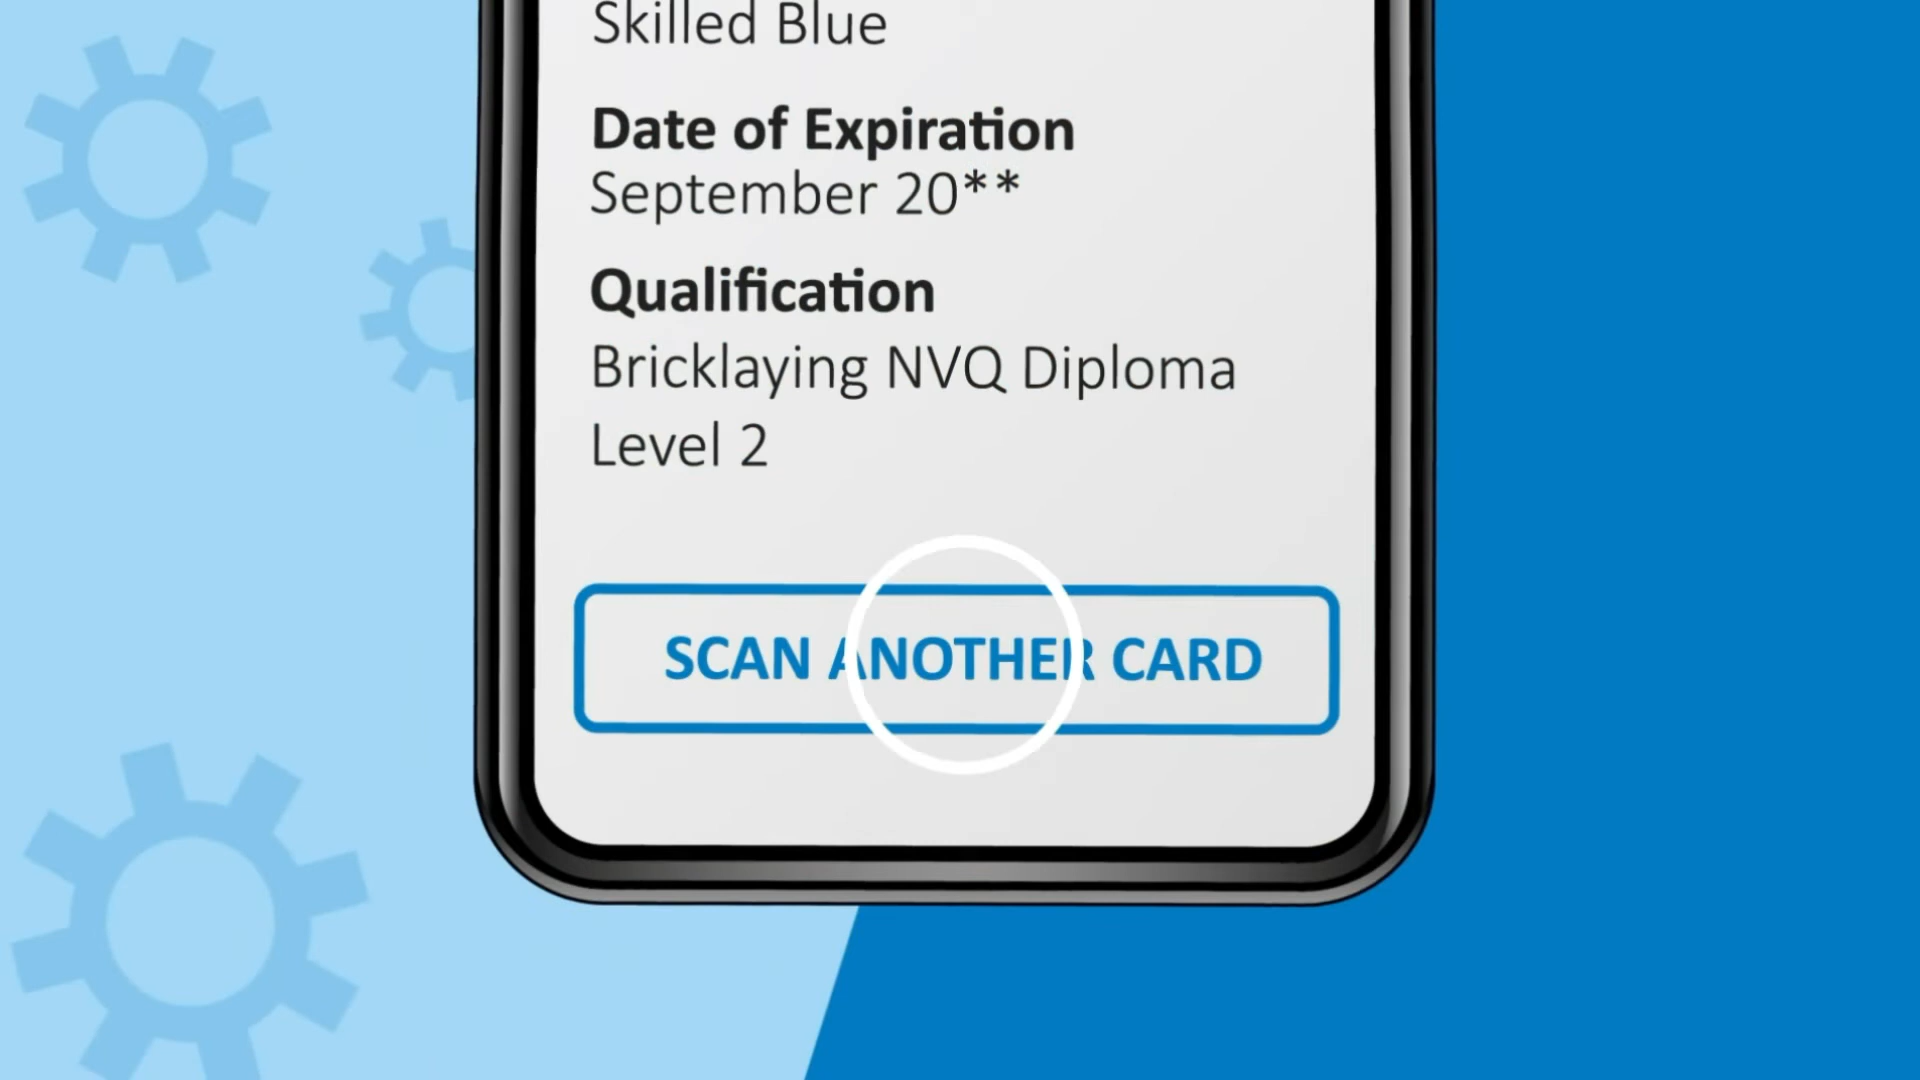 Skilled Blue
Date of Expiration
September 20**
Qualification
Bricklaying NVQ Diploma
Level 2
SCAN ANOTHER CARD